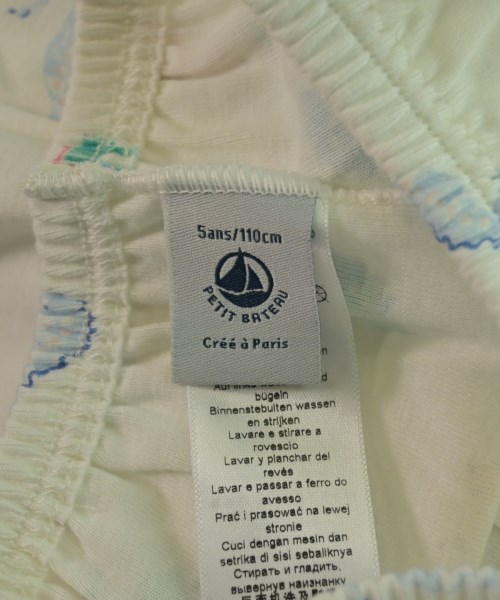 5ans/110cm
PETIT BATEAU
Créé à Paris
n
d
bügeln
Binnenstebuiten wassen
en strijken
Lavare e stirare a
rovescio
Lavar y planchar del
revés
Lavar e passar a ferro do
avesso
Prać i prasować na lewej
stronie
Cuci dengan mesin dan
setrika di sisi sebaliknya
Стирать и гладить,
вывернув наизнанку